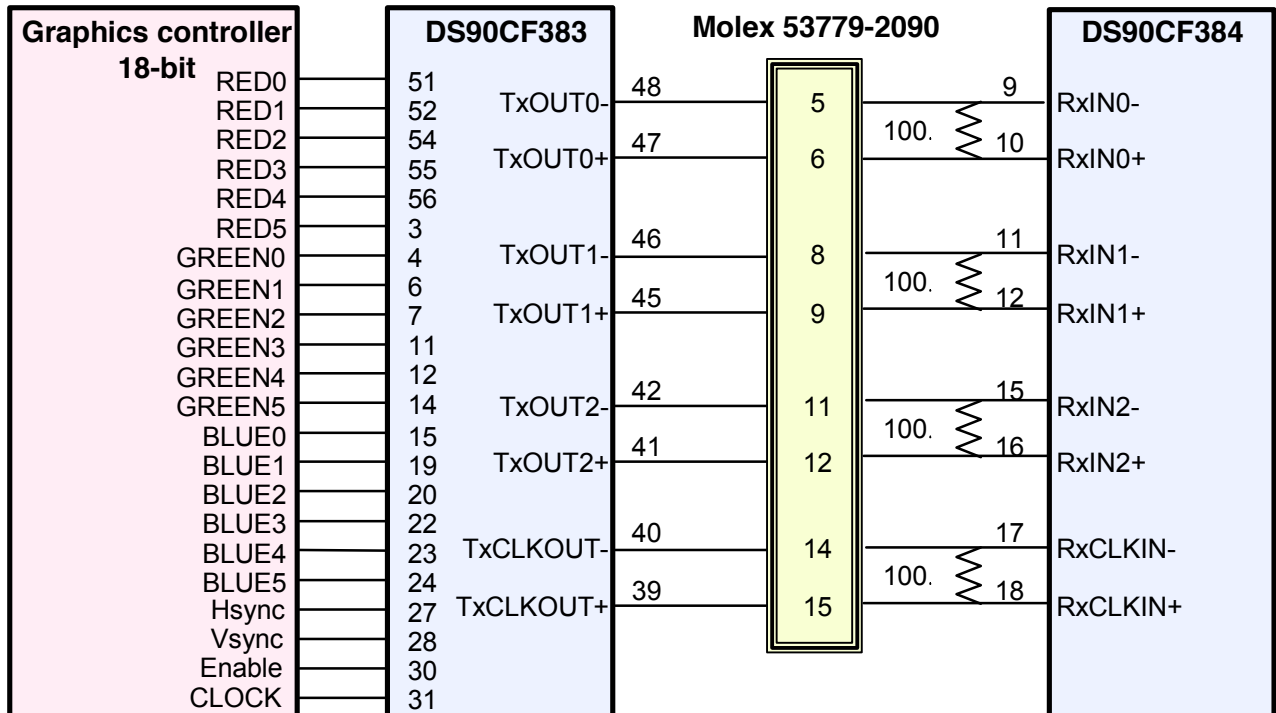 Graphics controller
18-bit
DS90CF383
Molex 53779-2090
DS90CF384
RED0 51
RED1 52
RED2 54
RED3 55
RED4 56
RED5 3
GREEN0 4
GREEN1 6
GREEN2 7
GREEN3 11
GREEN4 12
GREEN5 14
BLUE0 15
BLUE1 19
BLUE2 20
BLUE3 22
BLUE4 23
BLUE5 24
Hsync 27
Vsync 28
Enable 30
CLOCK 31
TxOUT0- 48 5 9 RxIN0-
100.
TxOUT0+ 47 6 10 RxIN0+
TxOUT1- 46 8 11 RxIN1-
100.
TxOUT1+ 45 9 12 RxIN1+
TxOUT2- 42 11 15 RxIN2-
100.
TxOUT2+ 41 12 16 RxIN2+
TxCLKOUT- 40 14 17 RxCLKIN-
100.
TxCLKOUT+ 39 15 18 RxCLKIN+